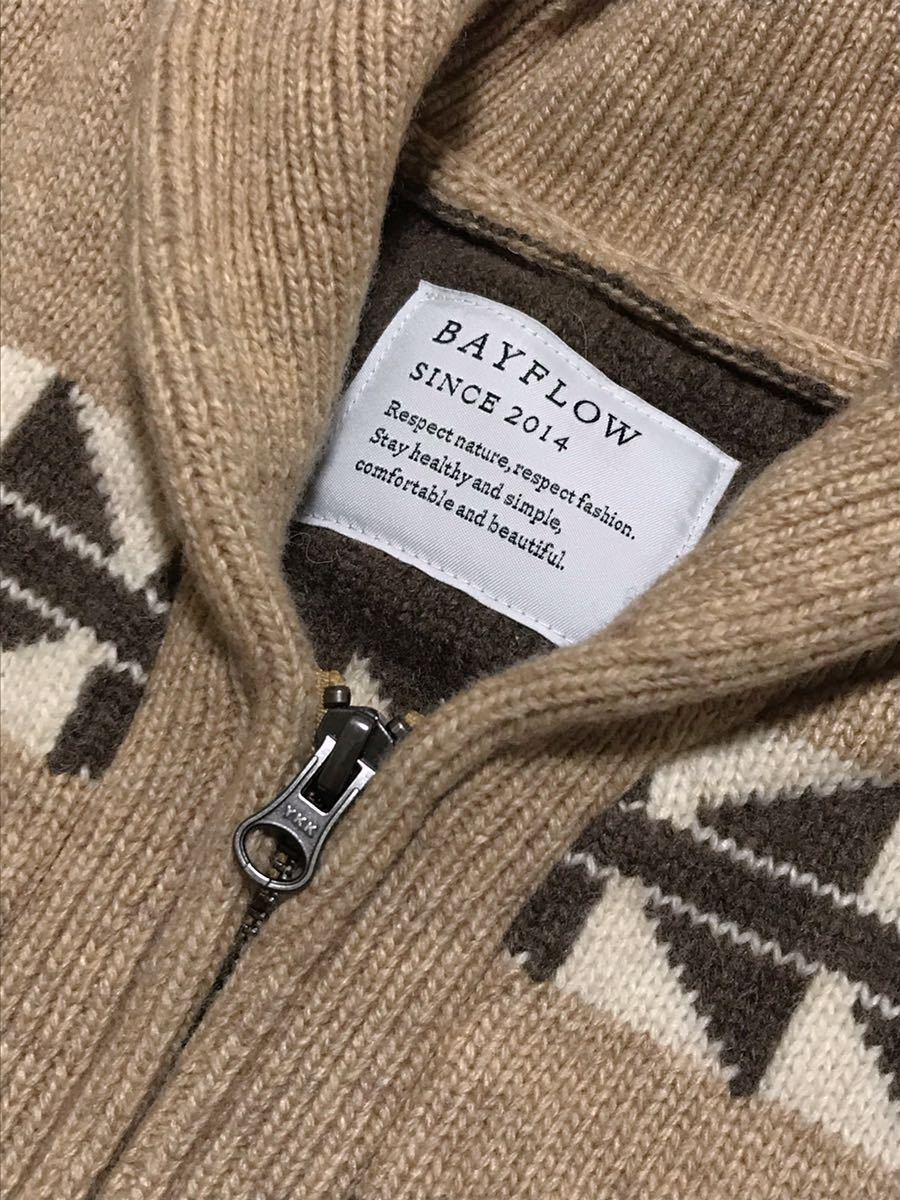 BAYFLOW
SINCE 2014
Respect nature, respect fashion.
Stay healthy and simple,
comfortable and beautiful.
YKK